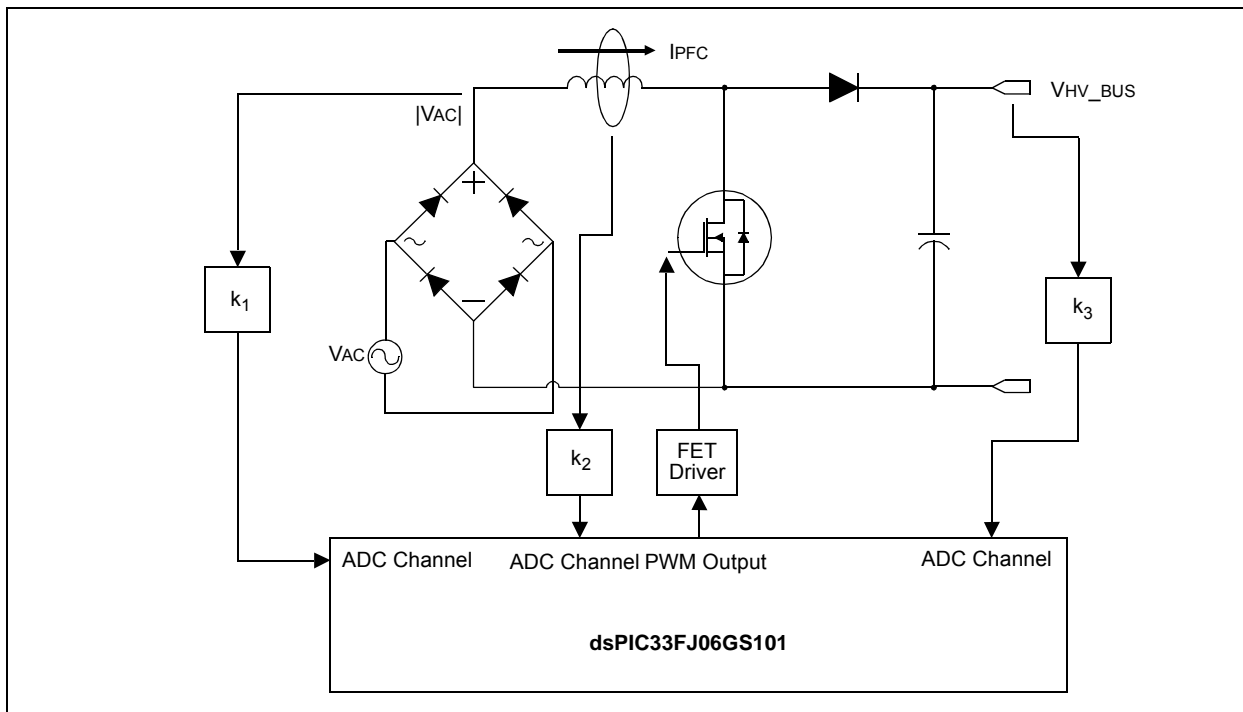 IPFC
|VAC|
VHV_BUS
+
~
~
−
k1
k3
VAC
~
k2
FET
Driver
ADC Channel
ADC Channel
PWM Output
ADC Channel
dsPIC33FJ06GS101